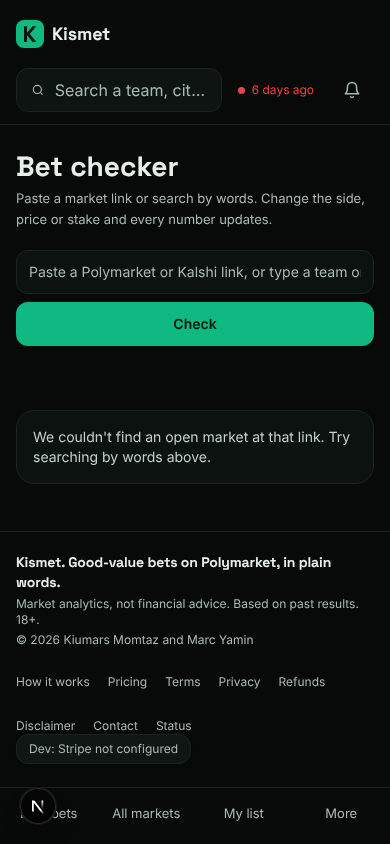 K Kismet
Search a team, cit...
6 days ago
Bet checker
Paste a market link or search by words. Change the side,
price or stake and every number updates.
Paste a Polymarket or Kalshi link, or type a team o
Check
We couldn't find an open market at that link. Try
searching by words above.
Kismet. Good-value bets on Polymarket, in plain
words.
Market analytics, not financial advice. Based on past results.
18+.
© 2026 Kiumars Momtaz and Marc Yamin
How it works Pricing Terms Privacy Refunds
Disclaimer Contact Status
Dev: Stripe not configured
N bets All markets My list More